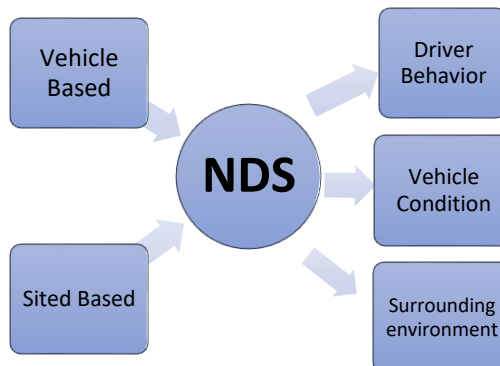 Vehicle
Based
Sited Based
NDS
Driver
Behavior
Vehicle
Condition
Surrounding
environment